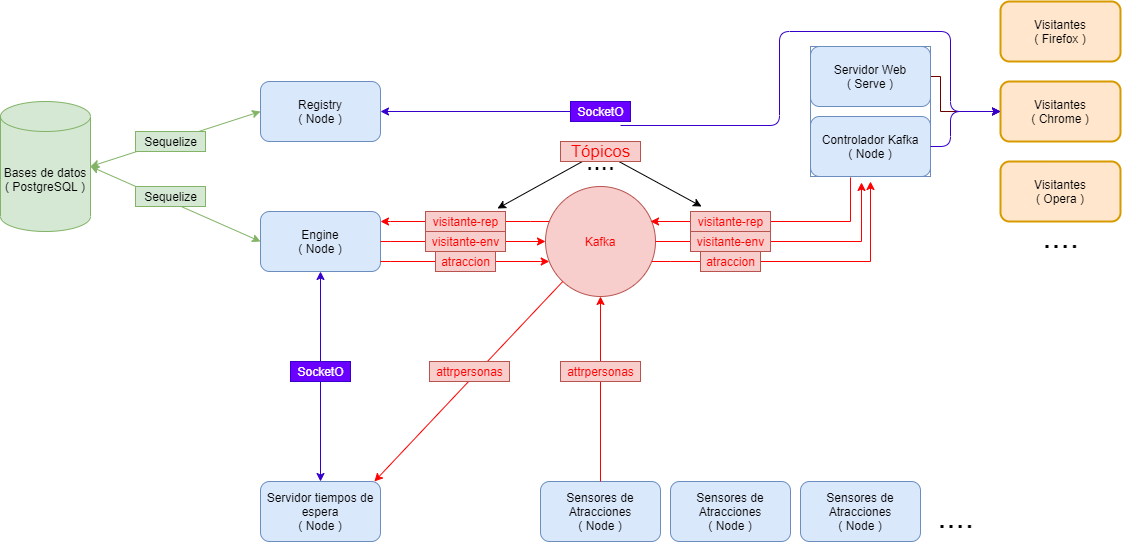 Visitantes
( Firefox )
Servidor Web
( Serve )
Registry
( Node )
SocketO
Visitantes
( Chrome )
Sequelize
Controlador Kafka
( Node )
Tópicos
....
Bases de datos
( PostgreSQL )
Sequelize
Visitantes
( Opera )
visitante-rep
visitante-rep
Engine
( Node )
visitante-env
Kafka
visitante-env
....
atraccion
atraccion
SocketO
attrpersonas
attrpersonas
Servidor tiempos de
espera
( Node )
Sensores de
Atracciones
( Node )
Sensores de
Atracciones
( Node )
Sensores de
Atracciones
( Node )
....